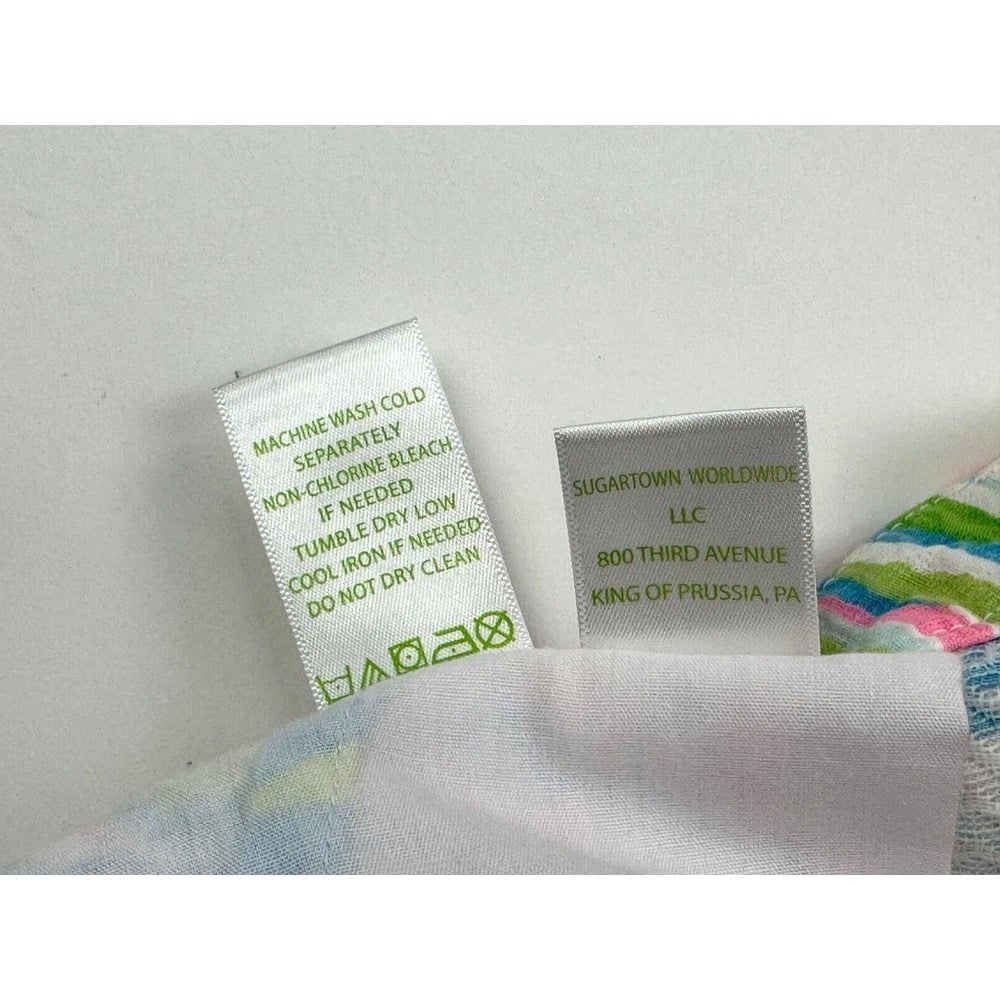 MACHINE WASH COLD
SEPARATELY
NON-CHLORINE BLEACH
IF NEEDED
TUMBLE DRY LOW
COOL IRON IF NEEDED
DO NOT DRY CLEAN
SUGARTOWN WORLDWIDE
LLC
800 THIRD AVENUE
KING OF PRUSSIA, PA